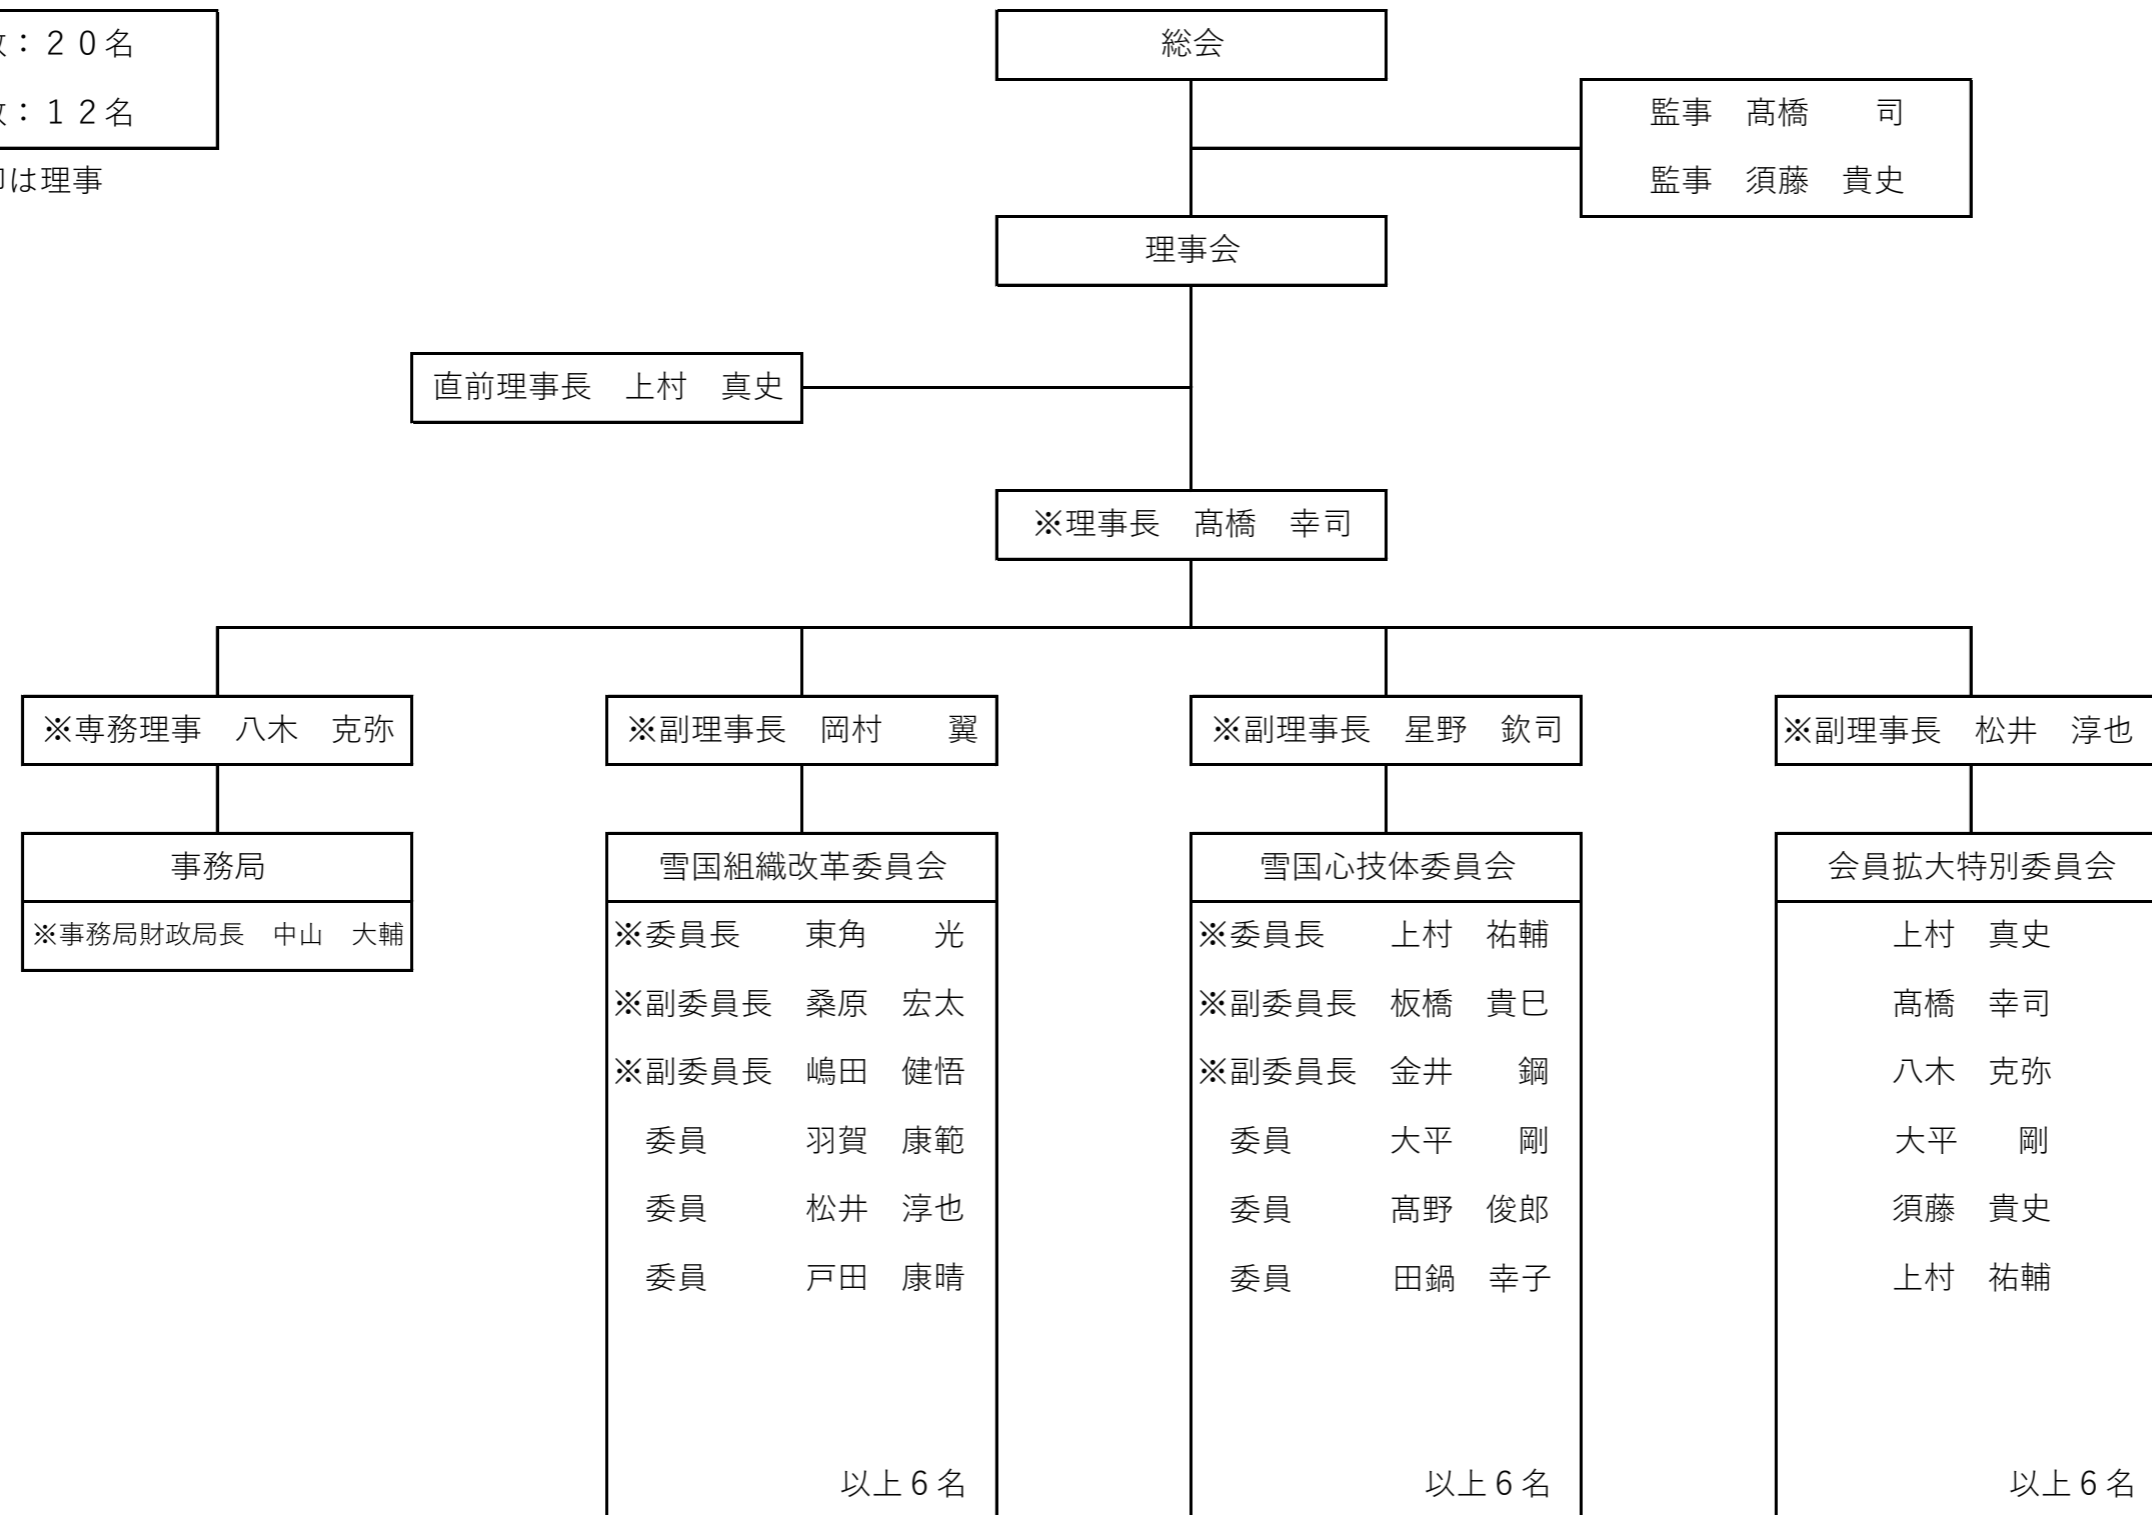 数：２０名
数：１２名
印は理事
総会
監事　髙橋　　司
監事　須藤　貴史
理事会
直前理事長　上村　真史
※理事長　髙橋　幸司
※専務理事　八木　克弥
※副理事長　岡村　　翼
※副理事長　星野　欽司
※副理事長　松井　淳也
事務局
※事務局財政局長　中山　大輔
雪国組織改革委員会
※委員長　　東角　　光
※副委員長　桑原　宏太
※副委員長　嶋田　健悟
委員　　　羽賀　康範
委員　　　松井　淳也
委員　　　戸田　康晴
以上６名
雪国心技体委員会
※委員長　　上村　祐輔
※副委員長　板橋　貴巳
※副委員長　金井　　鋼
委員　　　大平　　剛
委員　　　髙野　俊郎
委員　　　田鍋　幸子
以上６名
会員拡大特別委員会
上村　真史
髙橋　幸司
八木　克弥
大平　　剛
須藤　貴史
上村　祐輔
以上６名